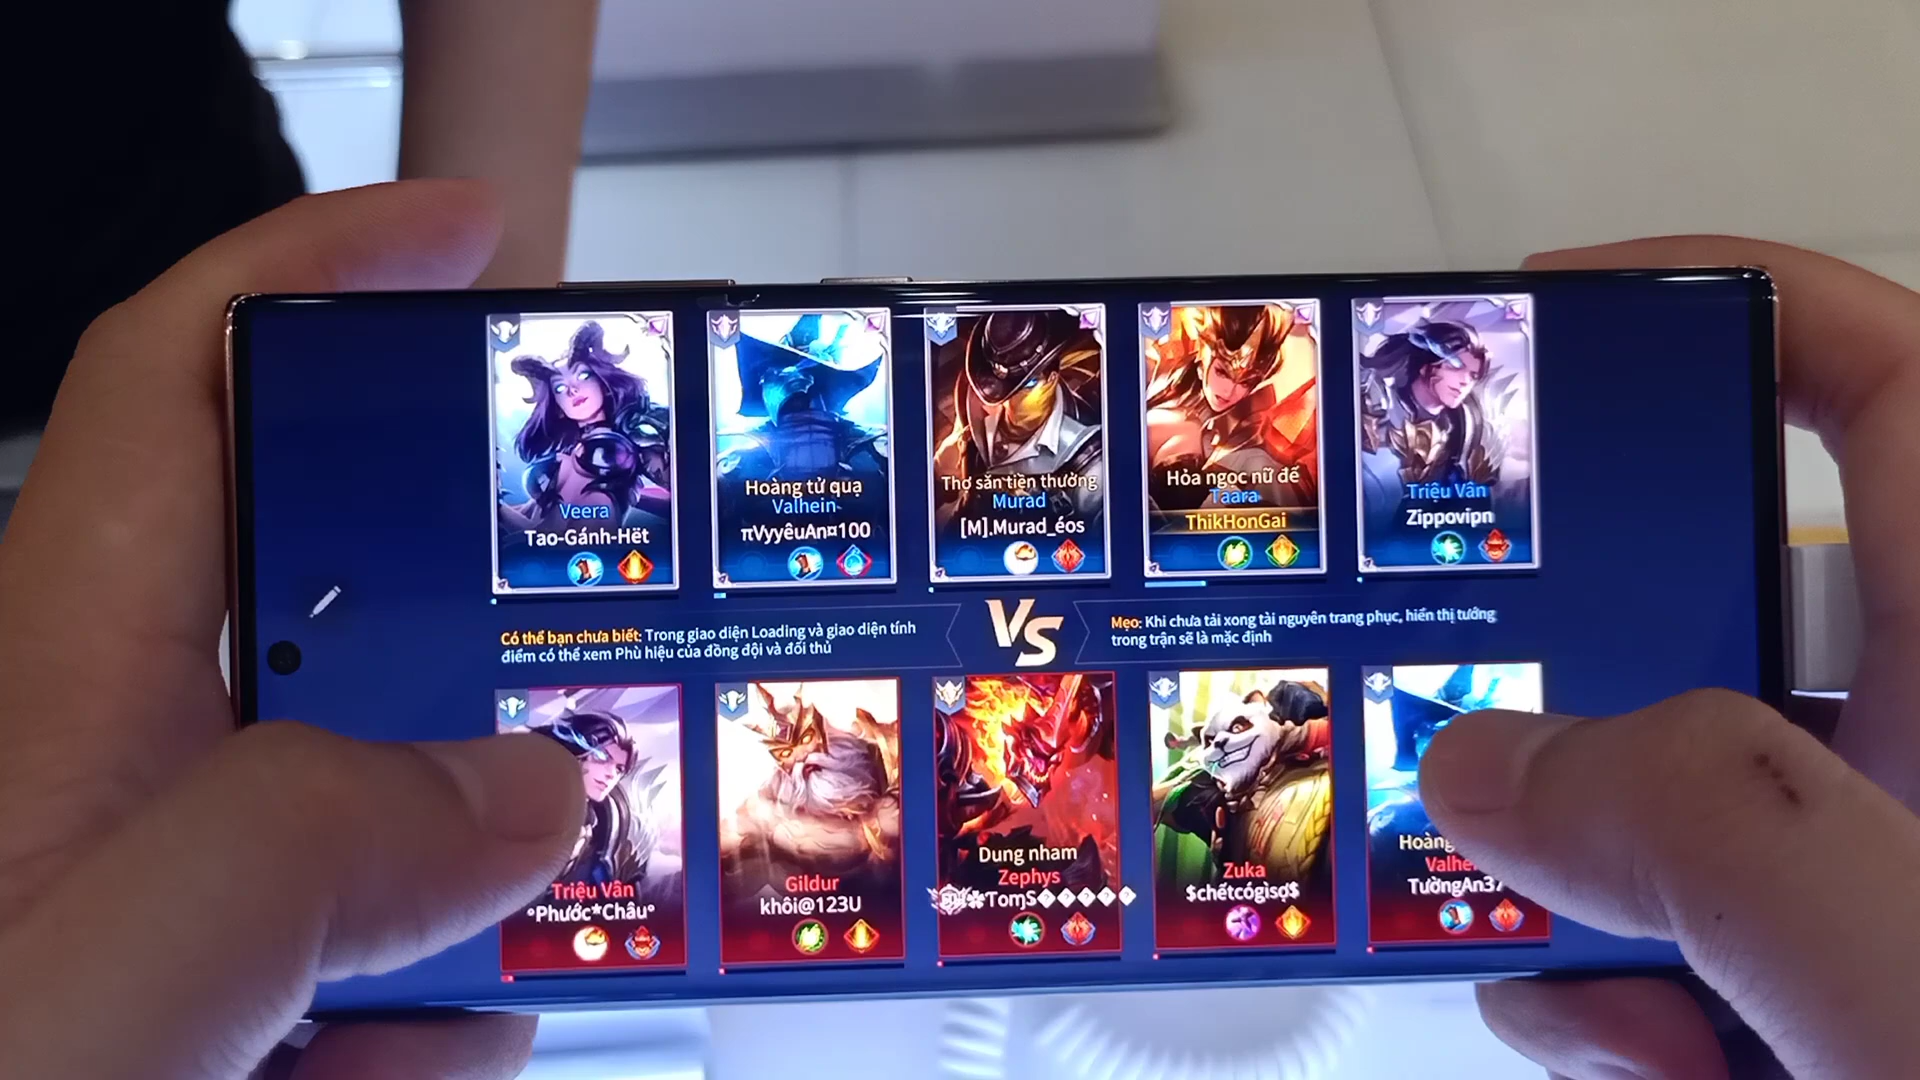 Veera
Tao-Gánh-Hët
Hoàng tử quạ
Valhein
πVyyêuAn¤100
Thợ săn tiền thưởng
Murad
[M].Murad_éos
Hỏa ngọc nữ đế
Taara
ThikHonGai
Triệu Vân
Zippovipn
Có thể bạn chưa biết: Trong giao diện Loading và giao diện tính
điểm có thể xem Phù hiệu của đồng đội và đối thủ
VS
Mẹo: Khi chưa tải xong tài nguyên trang phục, hiển thị tướng
trong trận sẽ là mặc định
Triệu Vân
°Phước*Châu°
Gildur
khôi@123U
Dung nham
Zephys
Zuka
$chếtcógìsợ$